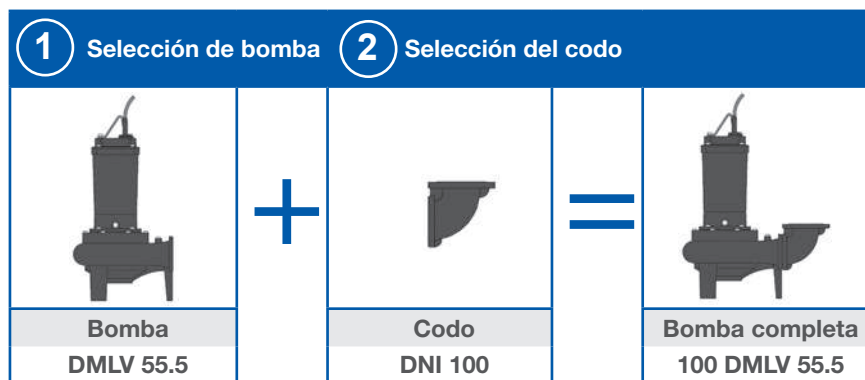 1 Selección de bomba 2 Selección del codo
+ =
Bomba Codo Bomba completa
DMLV 55.5 DNI 100 100 DMLV 55.5